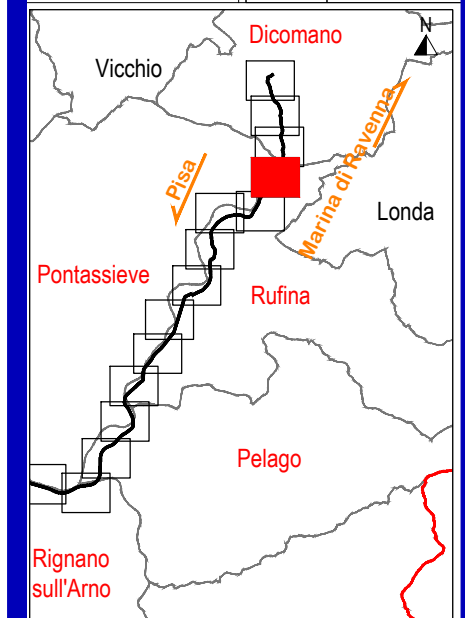 Dicomano
N
Vicchio
Pisa
Marina di Ravenna
Londa
Pontassieve
Rufina
Pelago
Rignano
sull'Arno